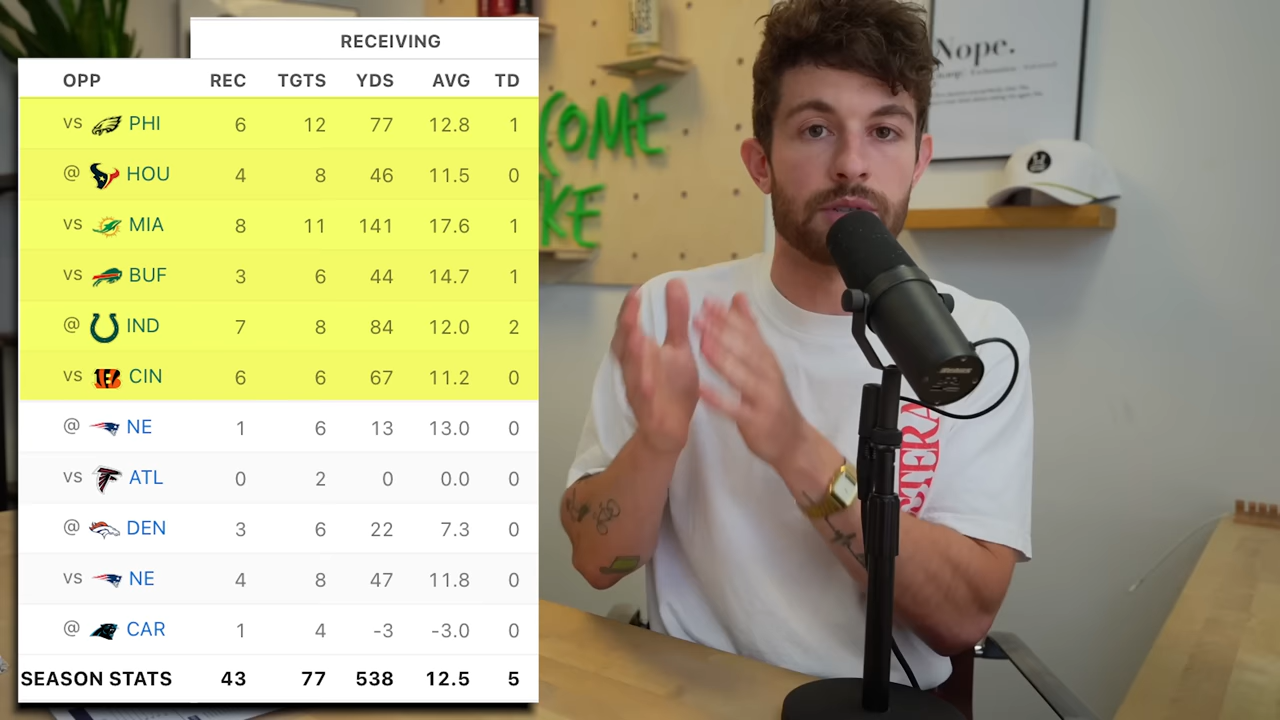 RECEIVING
OPP REC TGTS YDS AVG TD
VS PHI 6 12 77 12.8 1
@ HOU 4 8 46 11.5 0
VS MIA 8 11 141 17.6 1
VS BUF 3 6 44 14.7 1
@ IND 7 8 84 12.0 2
VS CIN 6 6 67 11.2 0
@ NE 1 6 13 13.0 0
VS ATL 0 2 0 0.0 0
@ DEN 3 6 22 7.3 0
VS NE 4 8 47 11.8 0
@ CAR 1 4 -3 -3.0 0
SEASON STATS 43 77 538 12.5 5
COME
KE
Nope.